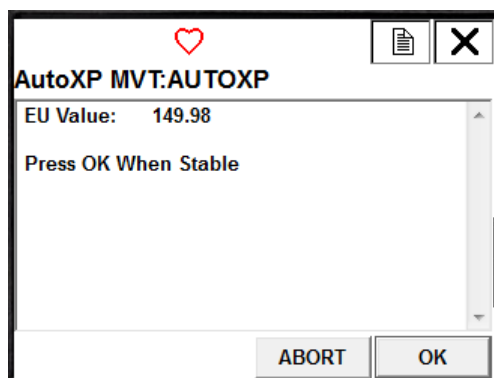 AutoXP MVT:AUTOXP
EU Value: 149.98
Press OK When Stable
ABORT
OK